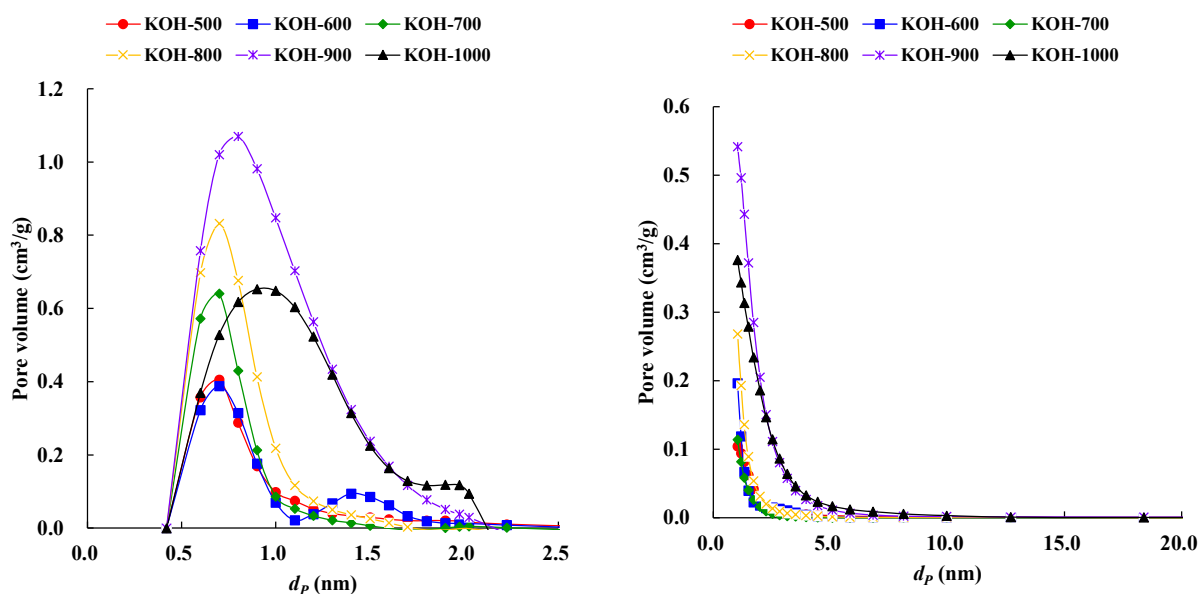 KOH-500 KOH-600 KOH-700
KOH-800 KOH-900 KOH-1000
Pore volume (cm³/g)
1.2
1.0
0.8
0.6
0.4
0.2
0.0
0.0 0.5 1.0 1.5 2.0 2.5
dP (nm)
KOH-500 KOH-600 KOH-700
KOH-800 KOH-900 KOH-1000
Pore volume (cm³/g)
0.6
0.5
0.4
0.3
0.2
0.1
0.0
0.0 5.0 10.0 15.0 20.0
dP (nm)